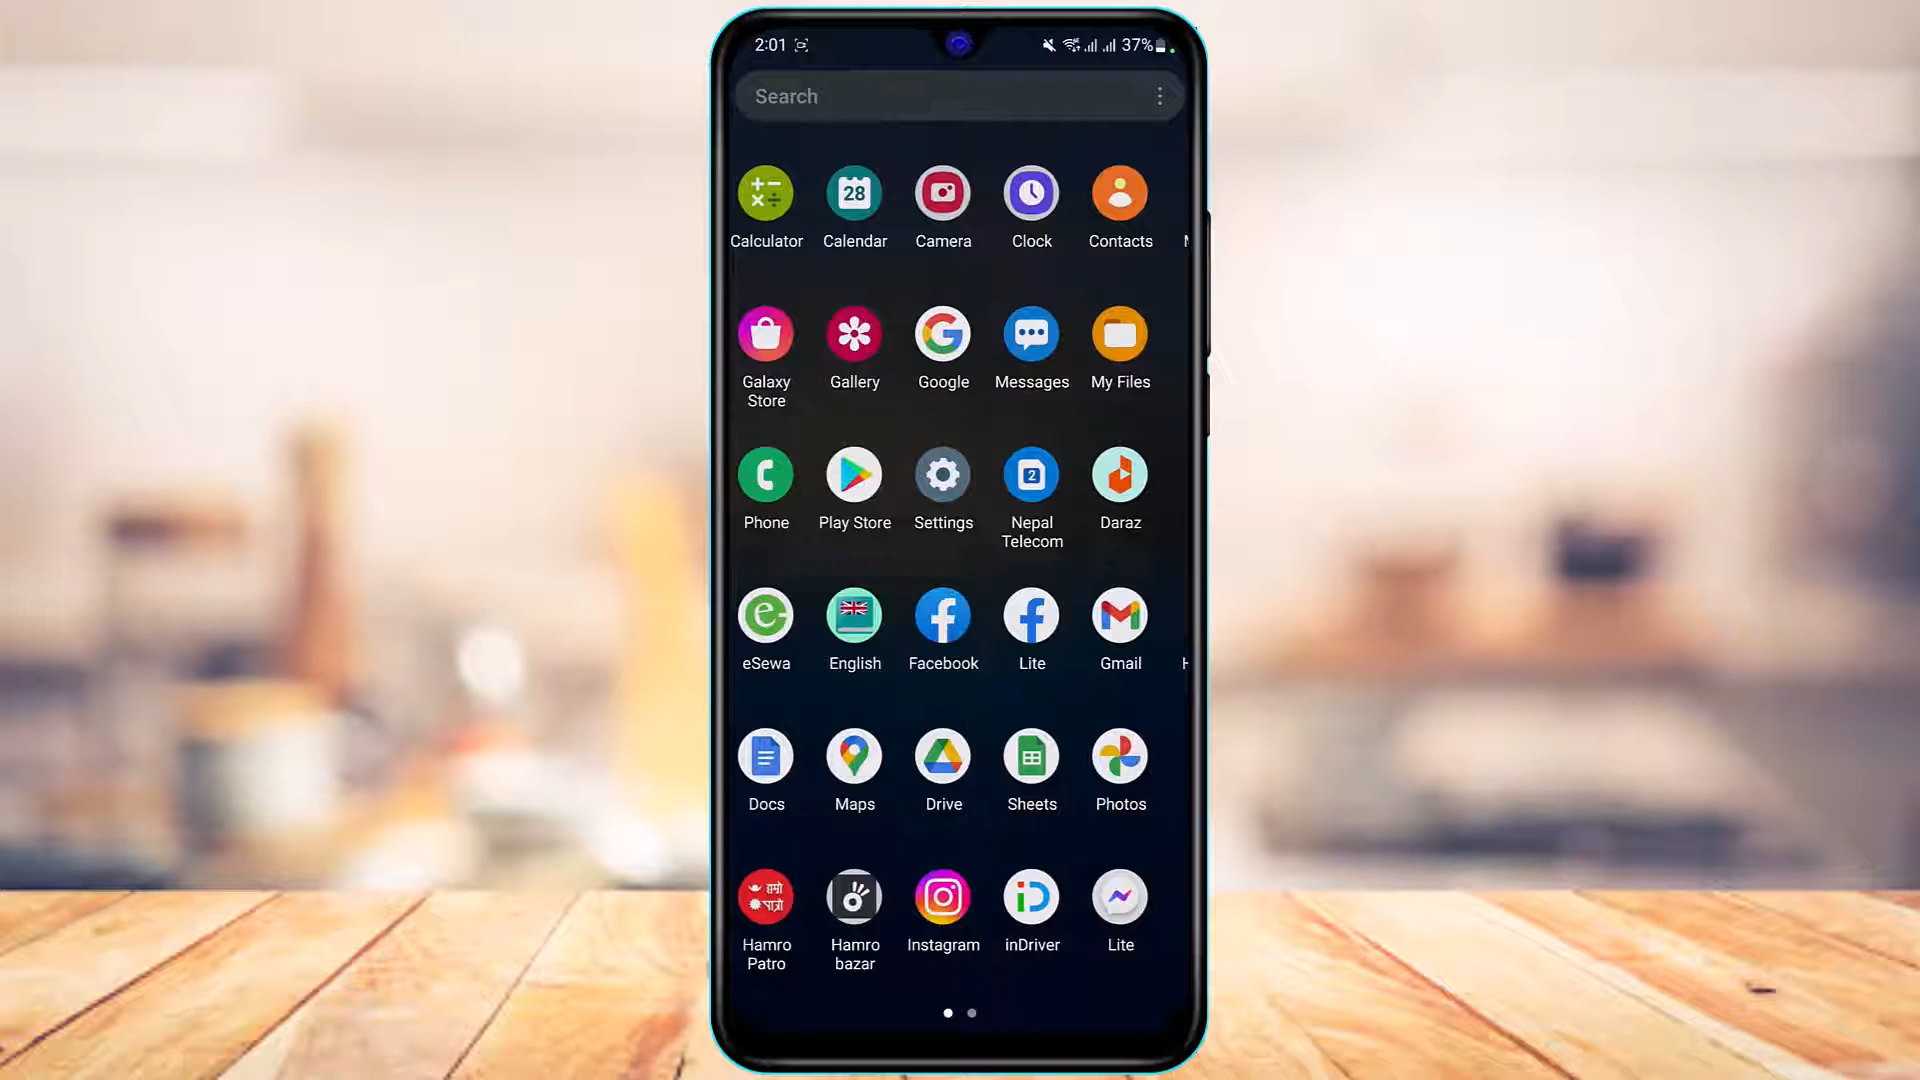 2:01
37%
Search
28
Calculator Calendar Camera Clock Contacts
Galaxy Store Gallery Google Messages My Files
2
Phone Play Store Settings Nepal Telecom Daraz
eSewa English Facebook Lite Gmail
Docs Maps Drive Sheets Photos
हाम्रो पात्रो
iD
Hamro Patro Hamro bazar Instagram inDriver Lite